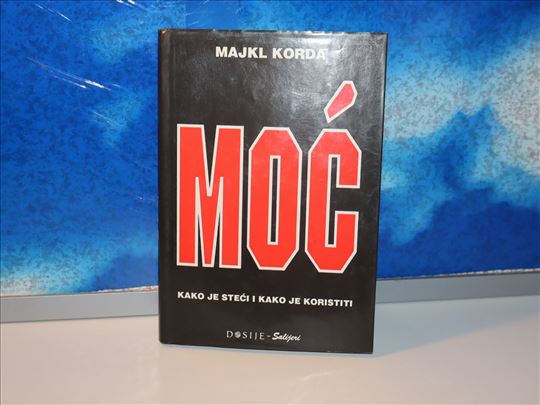 MAJKL KORDA
MOĆ
KAKO JE STEĆI I KAKO JE KORISTITI
DOSIJE - Salijeri